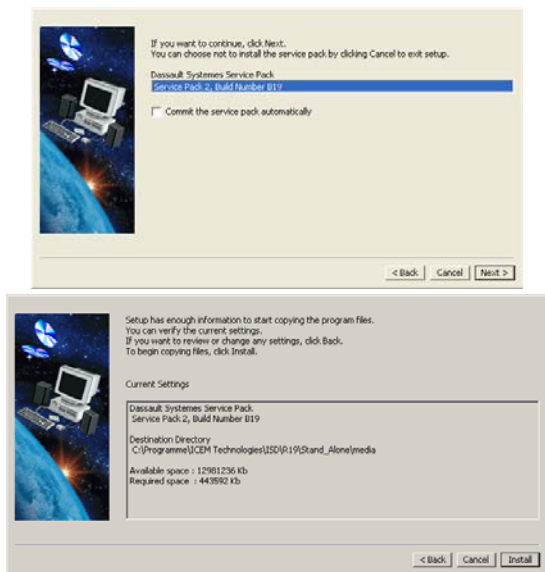 If you want to continue, click Next.
You can choose not to install the service pack by clicking Cancel to exit setup.
Dassault Systemes Service Pack
Service Pack 2, Build Number B19
Commit the service pack automatically
< Back
Cancel
Next >
Setup has enough information to start copying the program files.
You can verify the current settings.
If you want to review or change any settings, click Back.
To begin copying files, click Install.
Current Settings
Dassault Systemes Service Pack
Service Pack 2, Build Number B19
Destination Directory
C:\Programme\ICEM Technologies\ISD\R19\Stand_Alone\media
Available space : 12981236 Kb
Required space : 443592 Kb
< Back
Cancel
Install